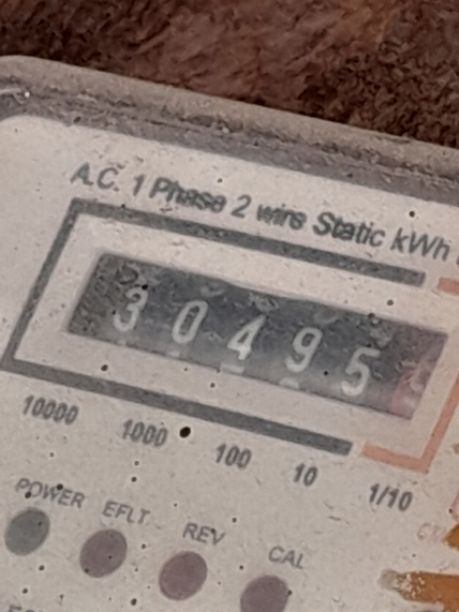 A.C. 1 Phase 2 wire Static kWh
30495
10000 1000 100 10 1/10
POWER EFLT REV CAL